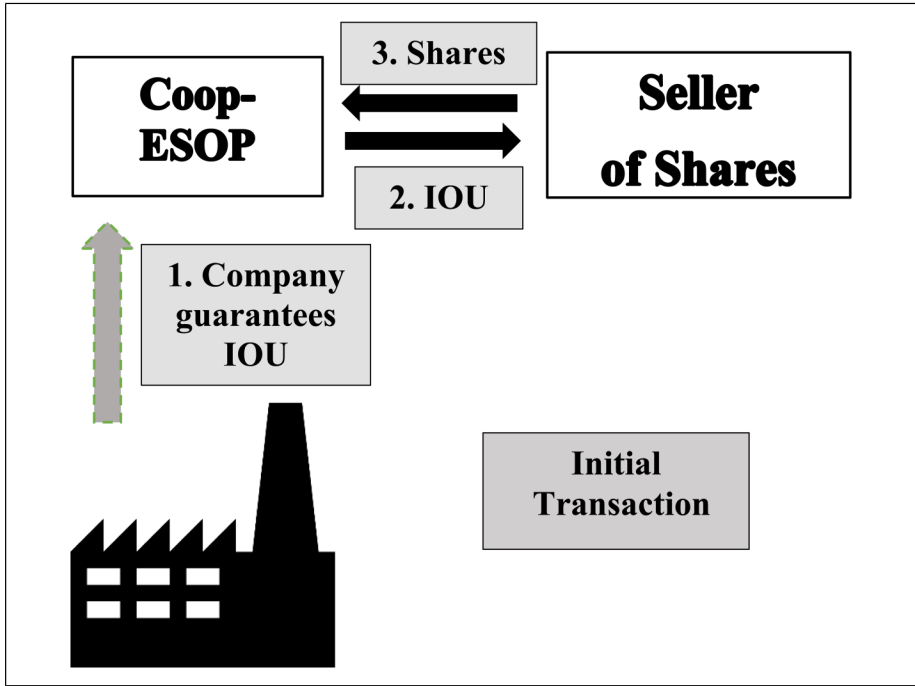 3. Shares
Coop-
ESOP
Seller
of Shares
2. IOU
1. Company
guarantees
IOU
Initial
Transaction